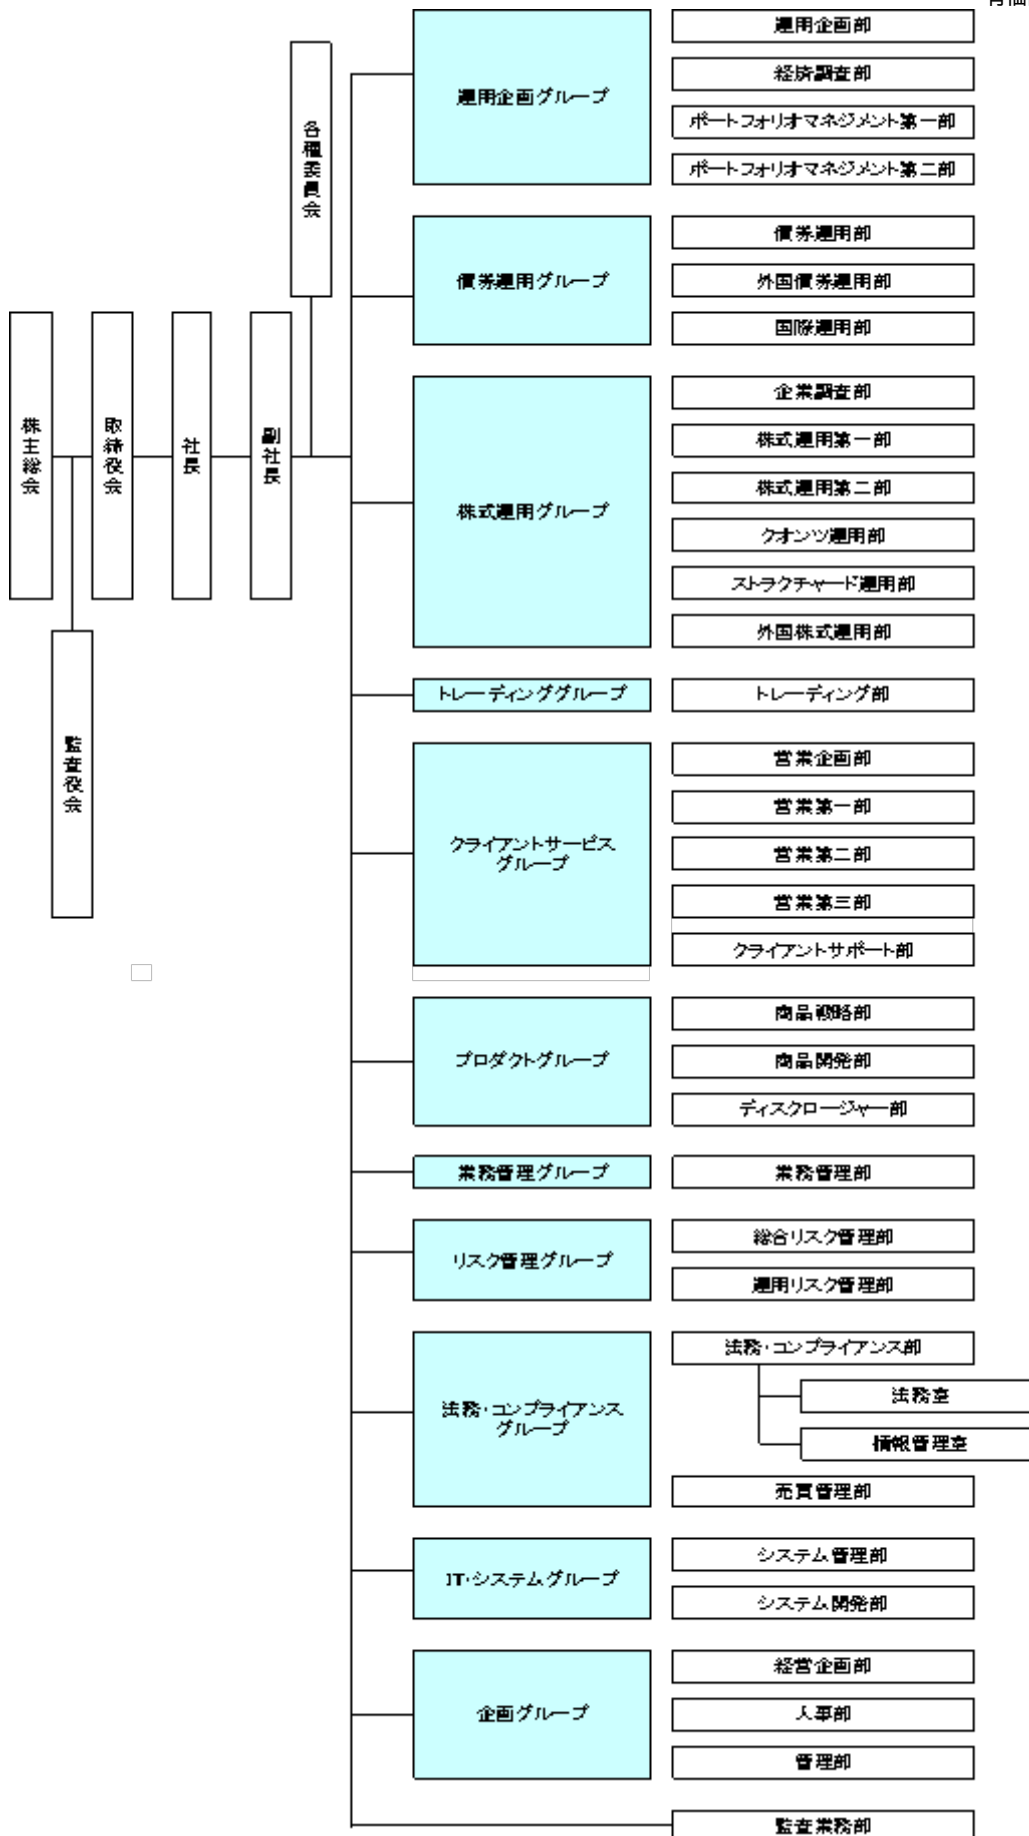 各種委員会
株主総会
取締役会
社長
副社長
監査役会
運用企画グループ
運用企画部
経済調査部
ポートフォリオマネジメント第一部
ポートフォリオマネジメント第二部
債券運用グループ
債券運用部
外国債券運用部
国際運用部
株式運用グループ
企業調査部
株式運用第一部
株式運用第二部
クオンツ運用部
ストラクチャード運用部
外国株式運用部
トレーディンググループ
トレーディング部
クライアントサービス
グループ
営業企画部
営業第一部
営業第二部
営業第三部
クライアントサポート部
プロダクトグループ
商品戦略部
商品開発部
ディスクロージャー部
業務管理グループ
業務管理部
リスク管理グループ
総合リスク管理部
運用リスク管理部
法務・コンプライアンス
グループ
法務・コンプライアンス部
法務室
情報管理室
売買管理部
IT・システムグループ
システム管理部
システム開発部
企画グループ
経営企画部
人事部
管理部
監査業務部